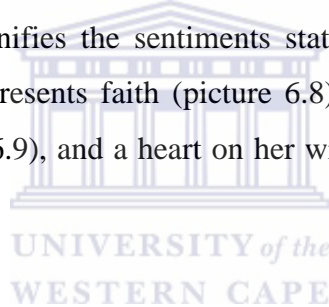 nifies the sentiments stat
resents faith (picture 6.8)
6.9), and a heart on her w
UNIVERSITY of the
WESTERN CAPE